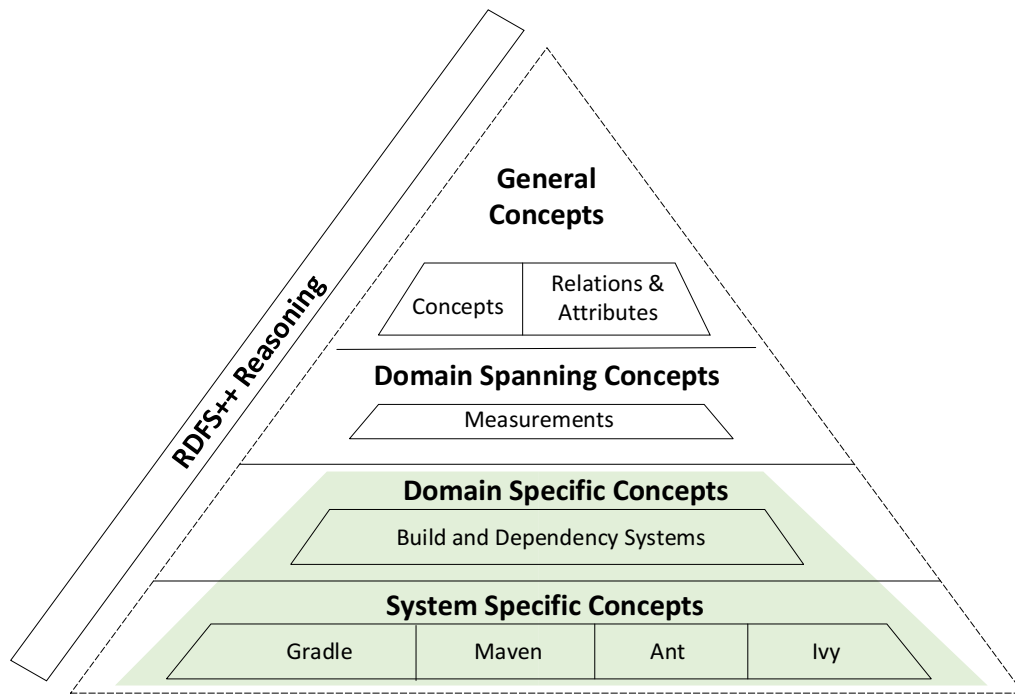 General
Concepts
Concepts
Relations &
Attributes
RDFS++ Reasoning
Domain Spanning Concepts
Measurements
Domain Specific Concepts
Build and Dependency Systems
System Specific Concepts
Gradle
Maven
Ant
Ivy